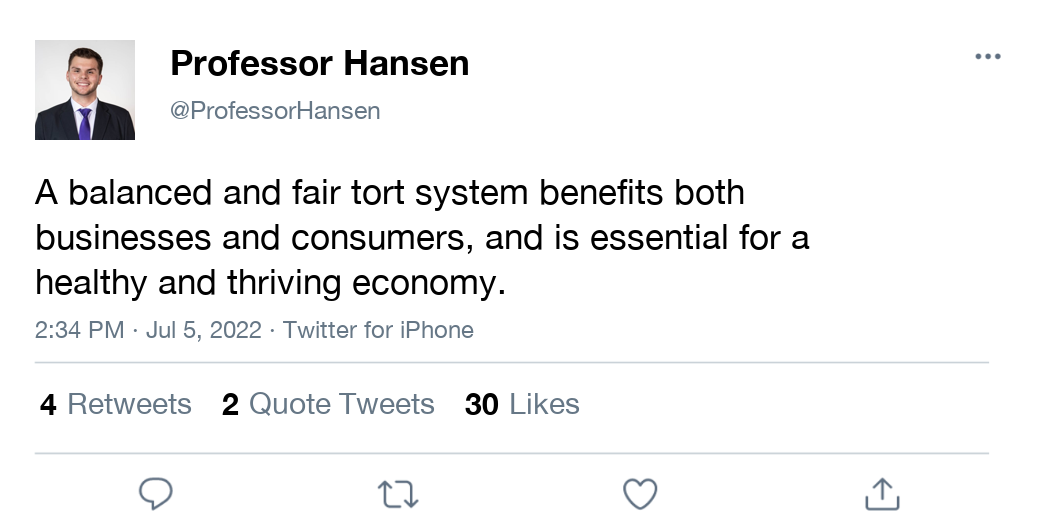 Professor Hansen
@ProfessorHansen
A balanced and fair tort system benefits both
businesses and consumers, and is essential for a
healthy and thriving economy.
2:34 PM · Jul 5, 2022 · Twitter for iPhone
4 Retweets 2 Quote Tweets 30 Likes